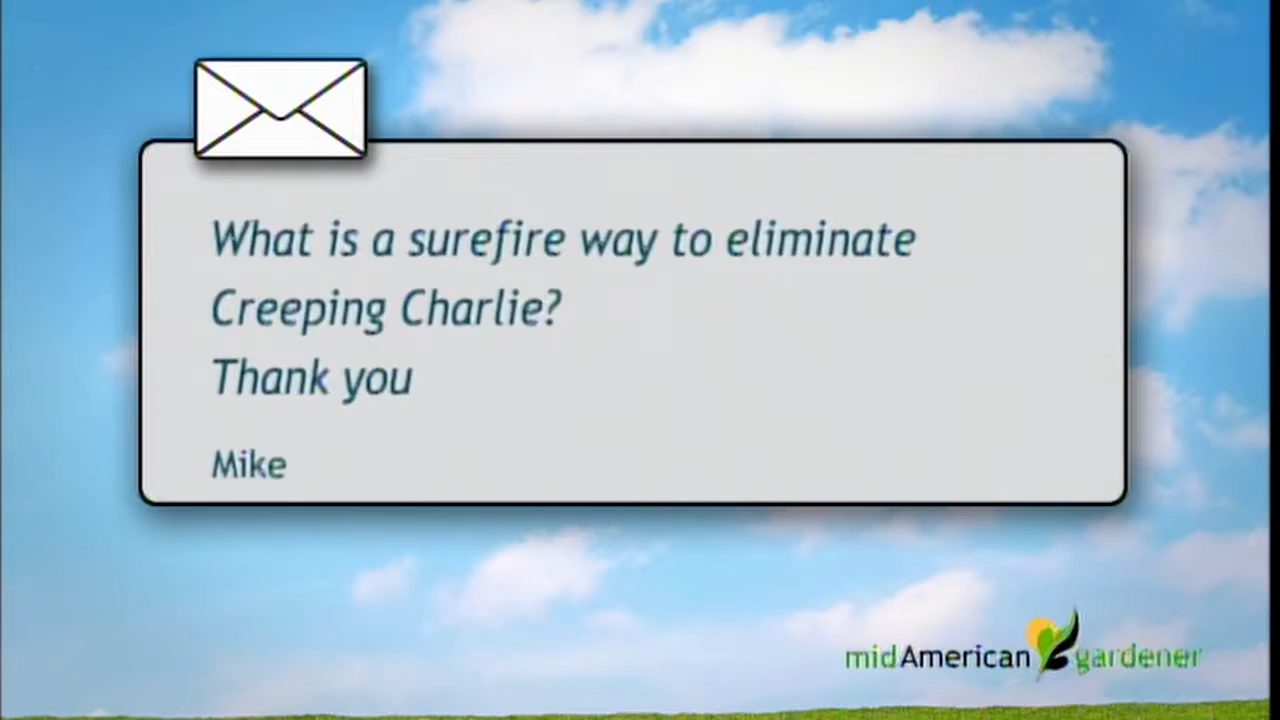 What is a surefire way to eliminate
Creeping Charlie?
Thank you
Mike
midAmerican gardener